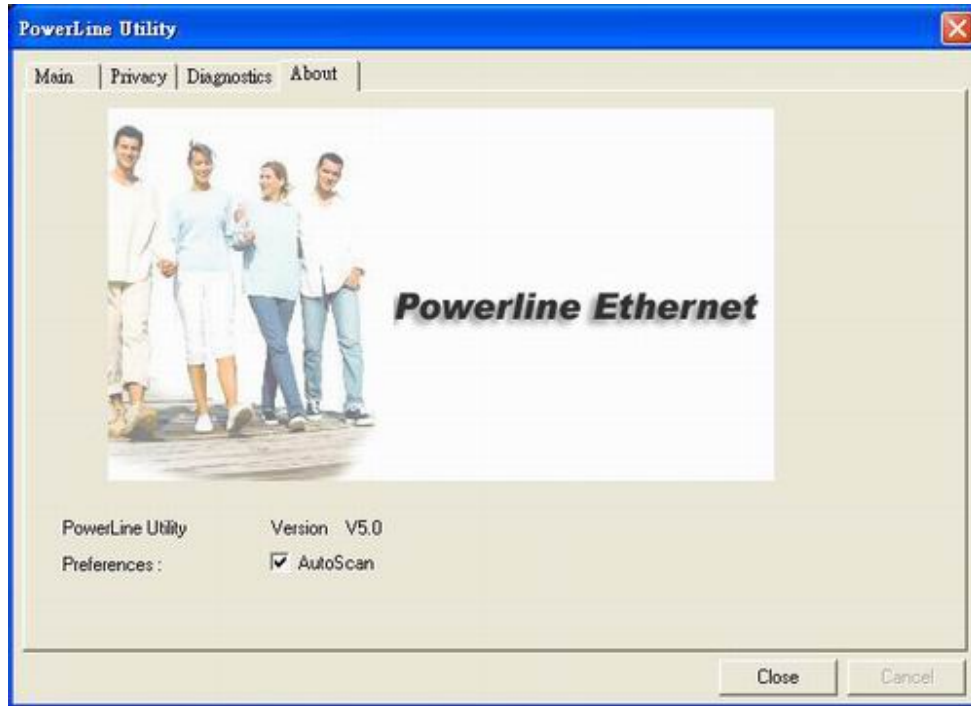 PowerLine Utility
Main Privacy Diagnostics About
Powerline Ethernet
PowerLine Utility Version V5.0
Preferences : AutoScan
Close Cancel